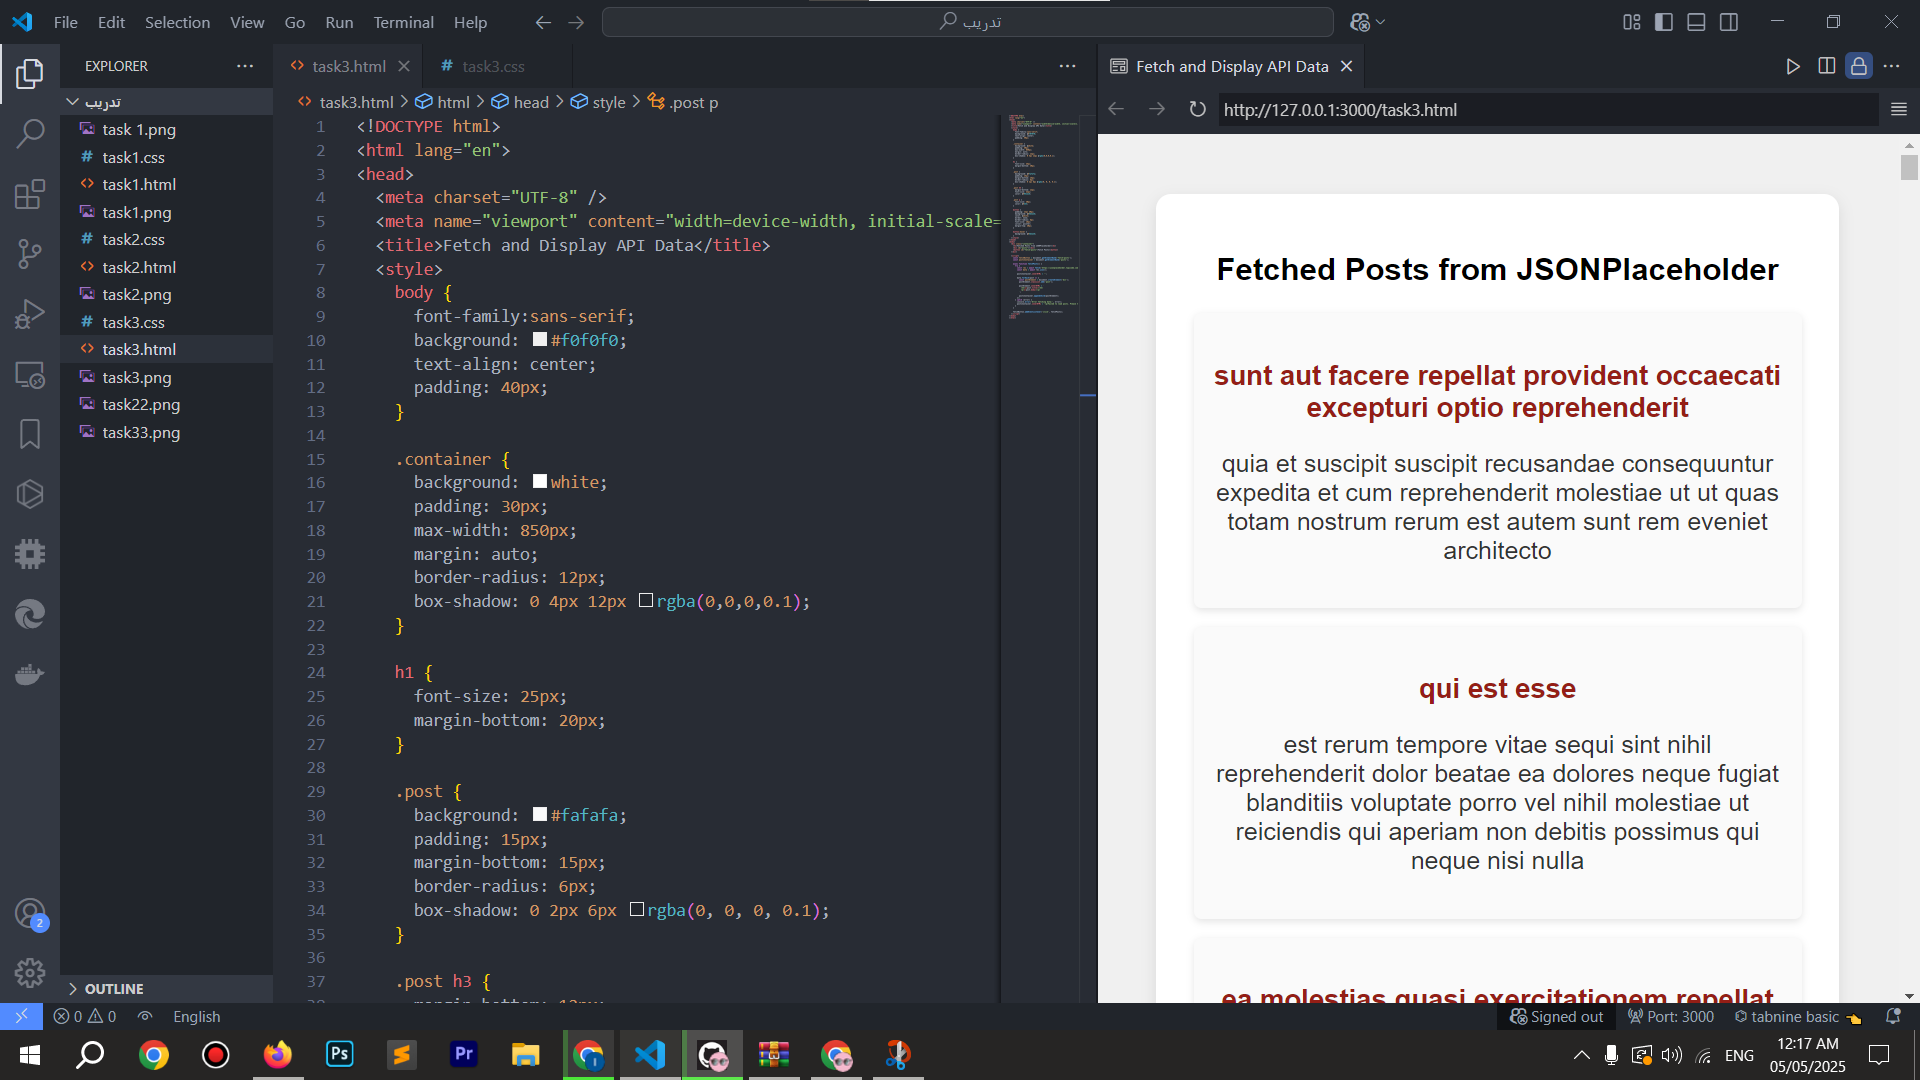 File Edit Selection View Go Run Terminal Help
تدريب
EXPLORER
تدريب
task 1.png
task1.css
task1.html
task1.png
task2.css
task2.html
task2.png
task3.css
task3.html
task3.png
task22.png
task33.png
OUTLINE
task3.html
task3.css
task3.html > html > head > style > .post p
1 <!DOCTYPE html>
2 <html lang="en">
3 <head>
4 <meta charset="UTF-8" />
5 <meta name="viewport" content="width=device-width, initial-scale=
6 <title>Fetch and Display API Data</title>
7 <style>
8 body {
9 font-family:sans-serif;
10 background: #f0f0f0;
11 text-align: center;
12 padding: 40px;
13 }
14
15 .container {
16 background: white;
17 padding: 30px;
18 max-width: 850px;
19 margin: auto;
20 border-radius: 12px;
21 box-shadow: 0 4px 12px rgba(0,0,0,0.1);
22 }
23
24 h1 {
25 font-size: 25px;
26 margin-bottom: 20px;
27 }
28
29 .post {
30 background: #fafafa;
31 padding: 15px;
32 margin-bottom: 15px;
33 border-radius: 6px;
34 box-shadow: 0 2px 6px rgba(0, 0, 0, 0.1);
35 }
36
37 .post h3 {
Fetch and Display API Data
http://127.0.0.1:3000/task3.html
Fetched Posts from JSONPlaceholder
sunt aut facere repellat provident occaecati
excepturi optio reprehenderit
quia et suscipit suscipit recusandae consequuntur
expedita et cum reprehenderit molestiae ut ut quas
totam nostrum rerum est autem sunt rem eveniet
architecto
qui est esse
est rerum tempore vitae sequi sint nihil
reprehenderit dolor beatae ea dolores neque fugiat
blanditiis voluptate porro vel nihil molestiae ut
reiciendis qui aperiam non debitis possimus qui
neque nisi nulla
ea molestias quasi exercitationem repellat
2
0 0 English
Signed out Port: 3000 tabnine basic
Ps
Pr
ENG
12:17 AM
05/05/2025